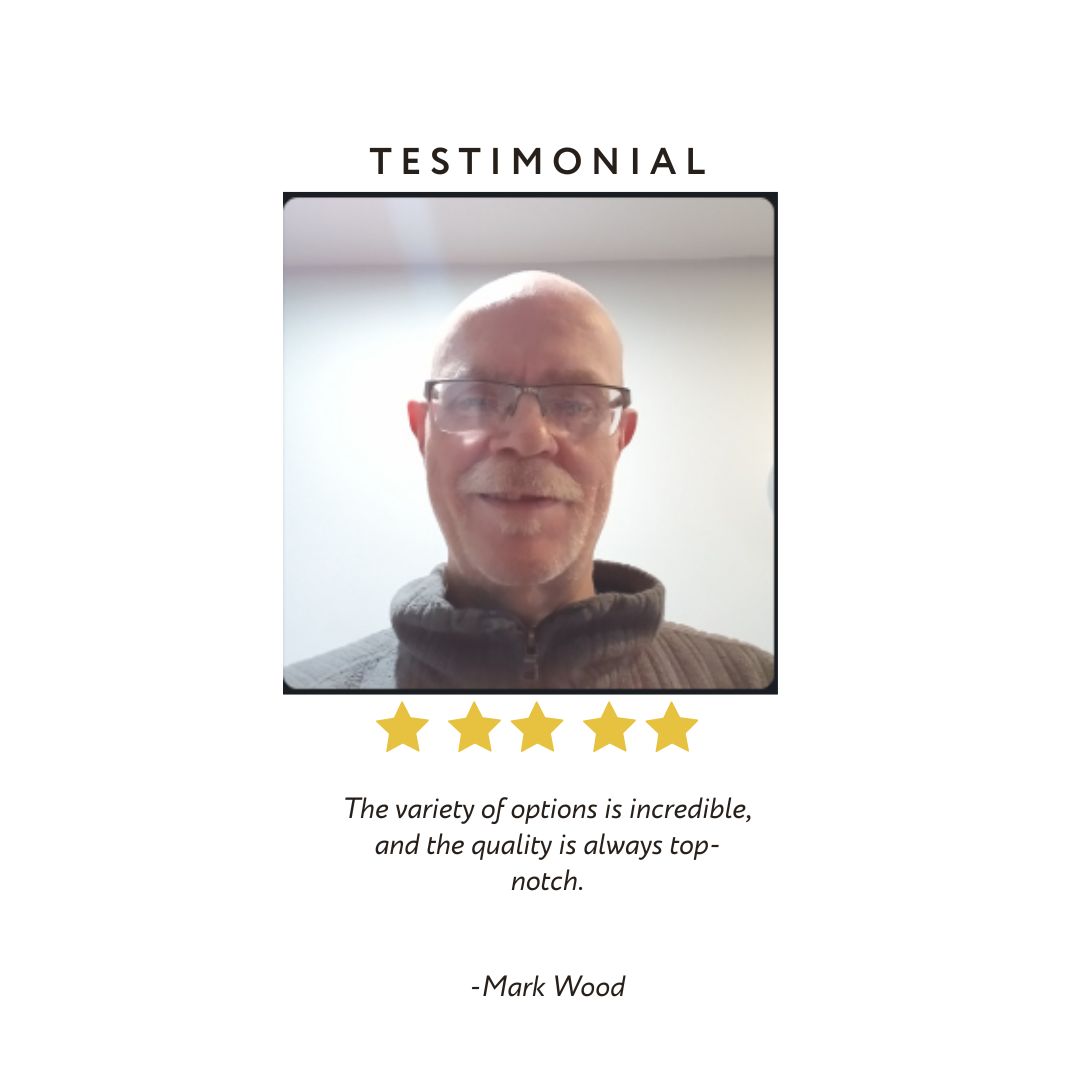 TESTIMONIAL
The variety of options is incredible,
and the quality is always top-
notch.
-Mark Wood